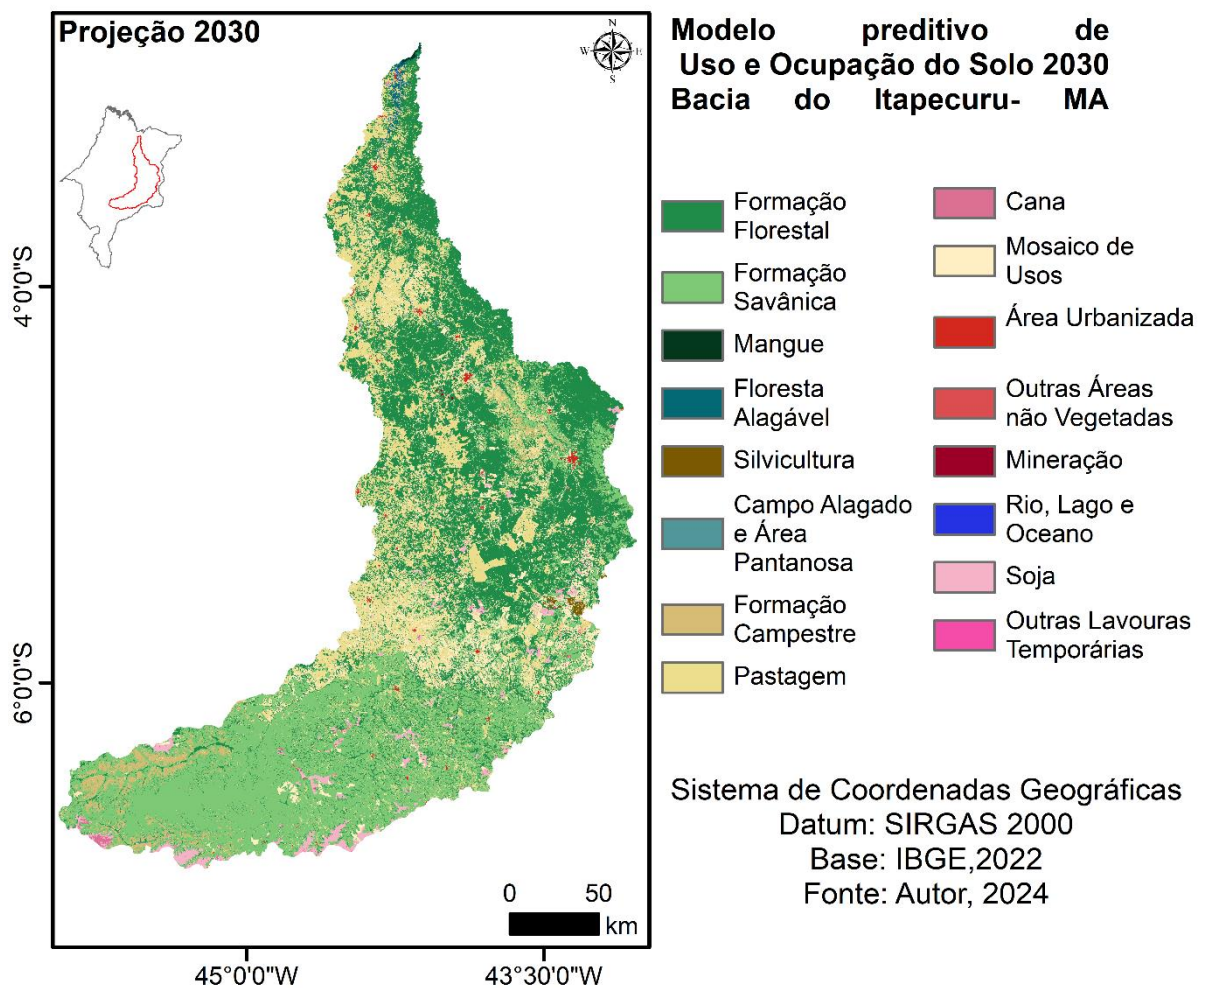 Projeção 2030
N
W
E
S
4°0'0"S
6°0'0"S
45°0'0"W
43°30'0"W
0
50
km
Modelo preditivo de
Uso e Ocupação do Solo 2030
Bacia do Itapecuru- MA
Formação
Florestal
Formação
Savânica
Mangue
Floresta
Alagável
Silvicultura
Campo Alagado
e Área
Pantanosa
Formação
Campestre
Pastagem
Cana
Mosaico de
Usos
Área Urbanizada
Outras Áreas
não Vegetadas
Mineração
Rio, Lago e
Oceano
Soja
Outras Lavouras
Temporárias
Sistema de Coordenadas Geográficas
Datum: SIRGAS 2000
Base: IBGE,2022
Fonte: Autor, 2024